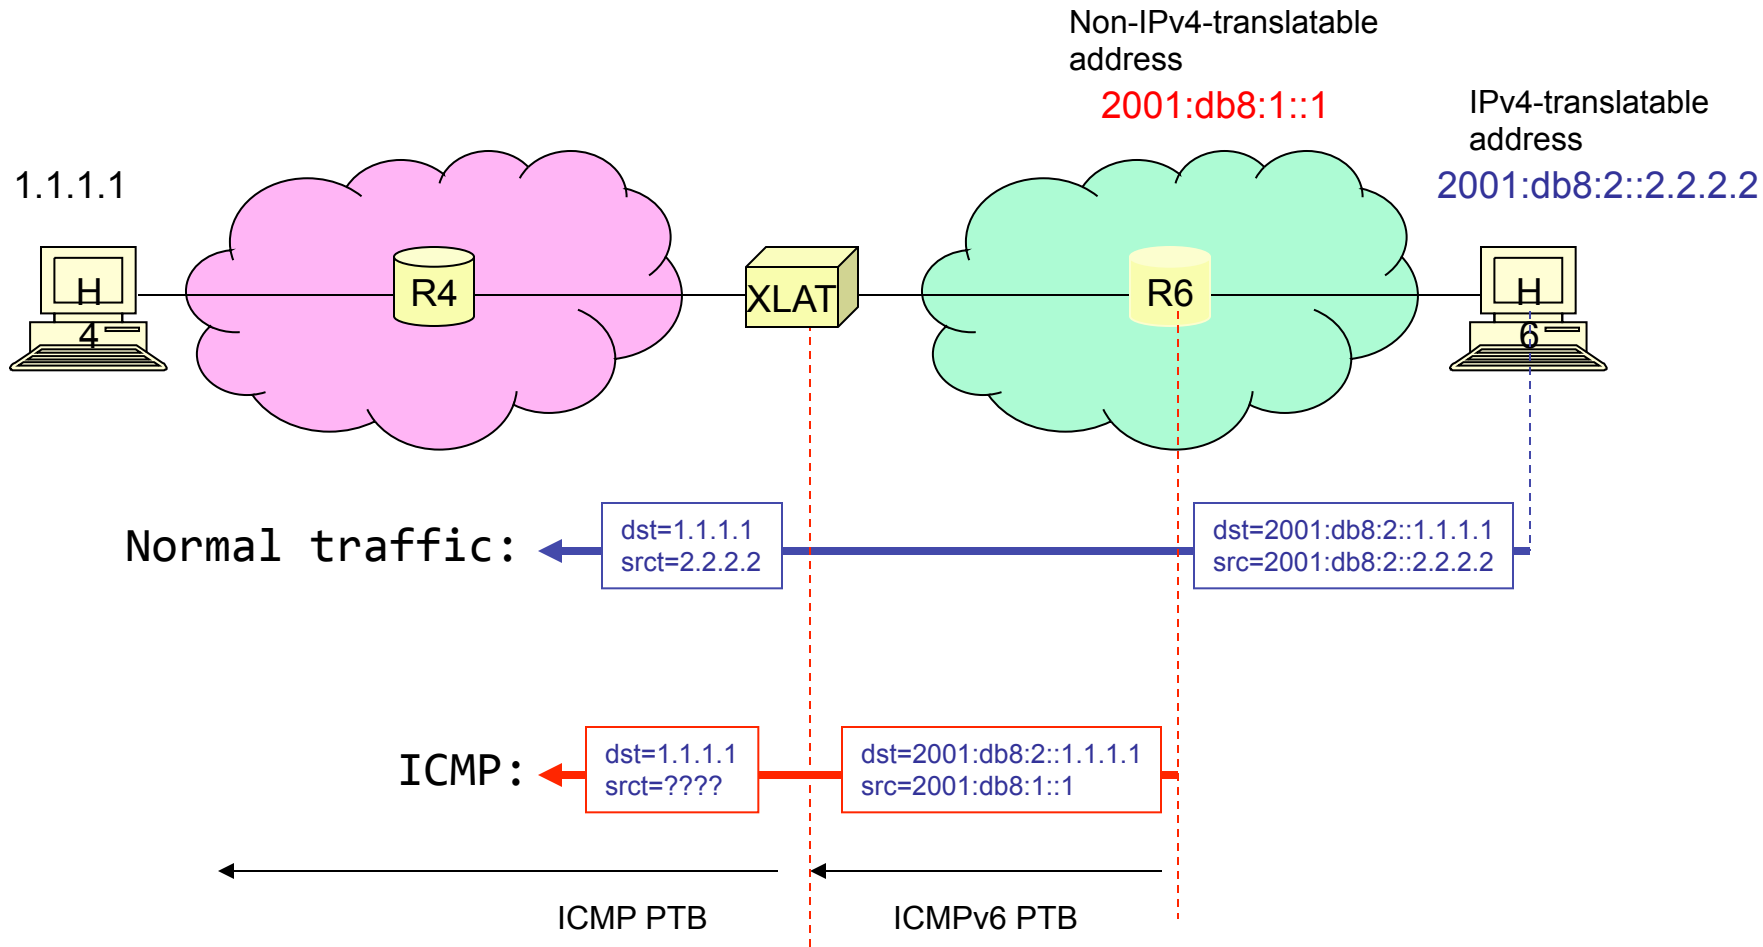 Non-IPv4-translatable
address
2001:db8:1::1
IPv4-translatable
address
2001:db8:2::2.2.2.2
1.1.1.1
H
4
R4
XLAT
R6
H
6
Normal traffic:
dst=1.1.1.1
srct=2.2.2.2
dst=2001:db8:2::1.1.1.1
src=2001:db8:2::2.2.2.2
ICMP:
dst=1.1.1.1
srct=????
dst=2001:db8:2::1.1.1.1
src=2001:db8:1::1
ICMP PTB
ICMPv6 PTB